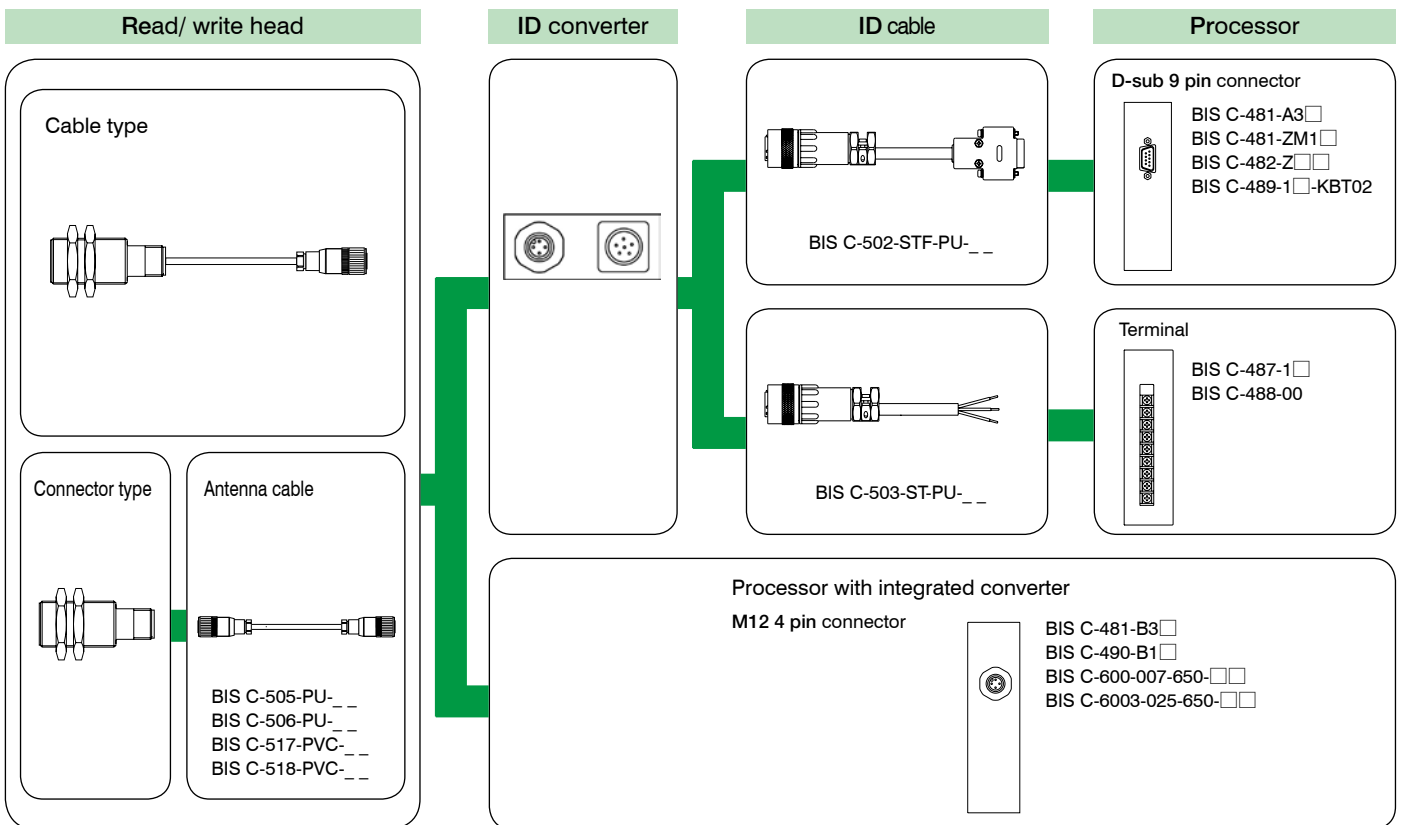 Read/ write head
ID converter
ID cable
Processor
Cable type
Connector type
Antenna cable
BIS C-505-PU-_ _
BIS C-506-PU-_ _
BIS C-517-PVC-_ _
BIS C-518-PVC-_ _
BIS C-502-STF-PU-_ _
BIS C-503-ST-PU-_ _
D-sub 9 pin connector
BIS C-481-A3□
BIS C-481-ZM1□
BIS C-482-Z□□
BIS C-489-1□-KBT02
Terminal
BIS C-487-1□
BIS C-488-00
Processor with integrated converter
M12 4 pin connector
BIS C-481-B3□
BIS C-490-B1□
BIS C-600-007-650-□□
BIS C-6003-025-650-□□